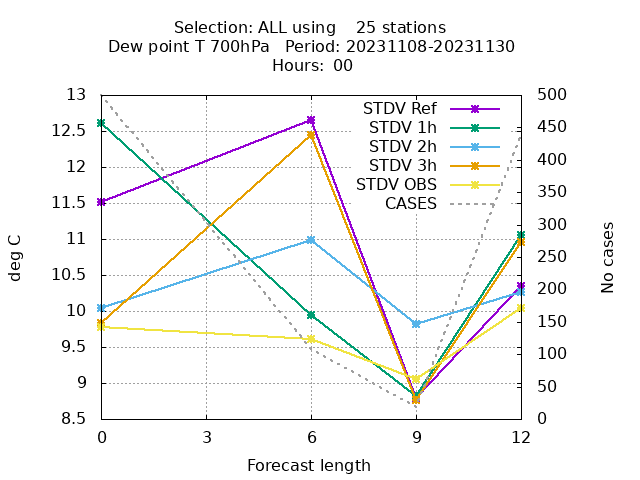 Selection: ALL using    25 stations
Dew point T 700hPa   Period: 20231108-20231130
Hours:  00
13
12.5
12
11.5
11
10.5
10
9.5
9
8.5
500
450
400
350
300
250
200
150
100
50
0
0
3
6
9
12
deg C
No cases
Forecast length
STDV Ref
STDV 1h
STDV 2h
STDV 3h
STDV OBS
CASES